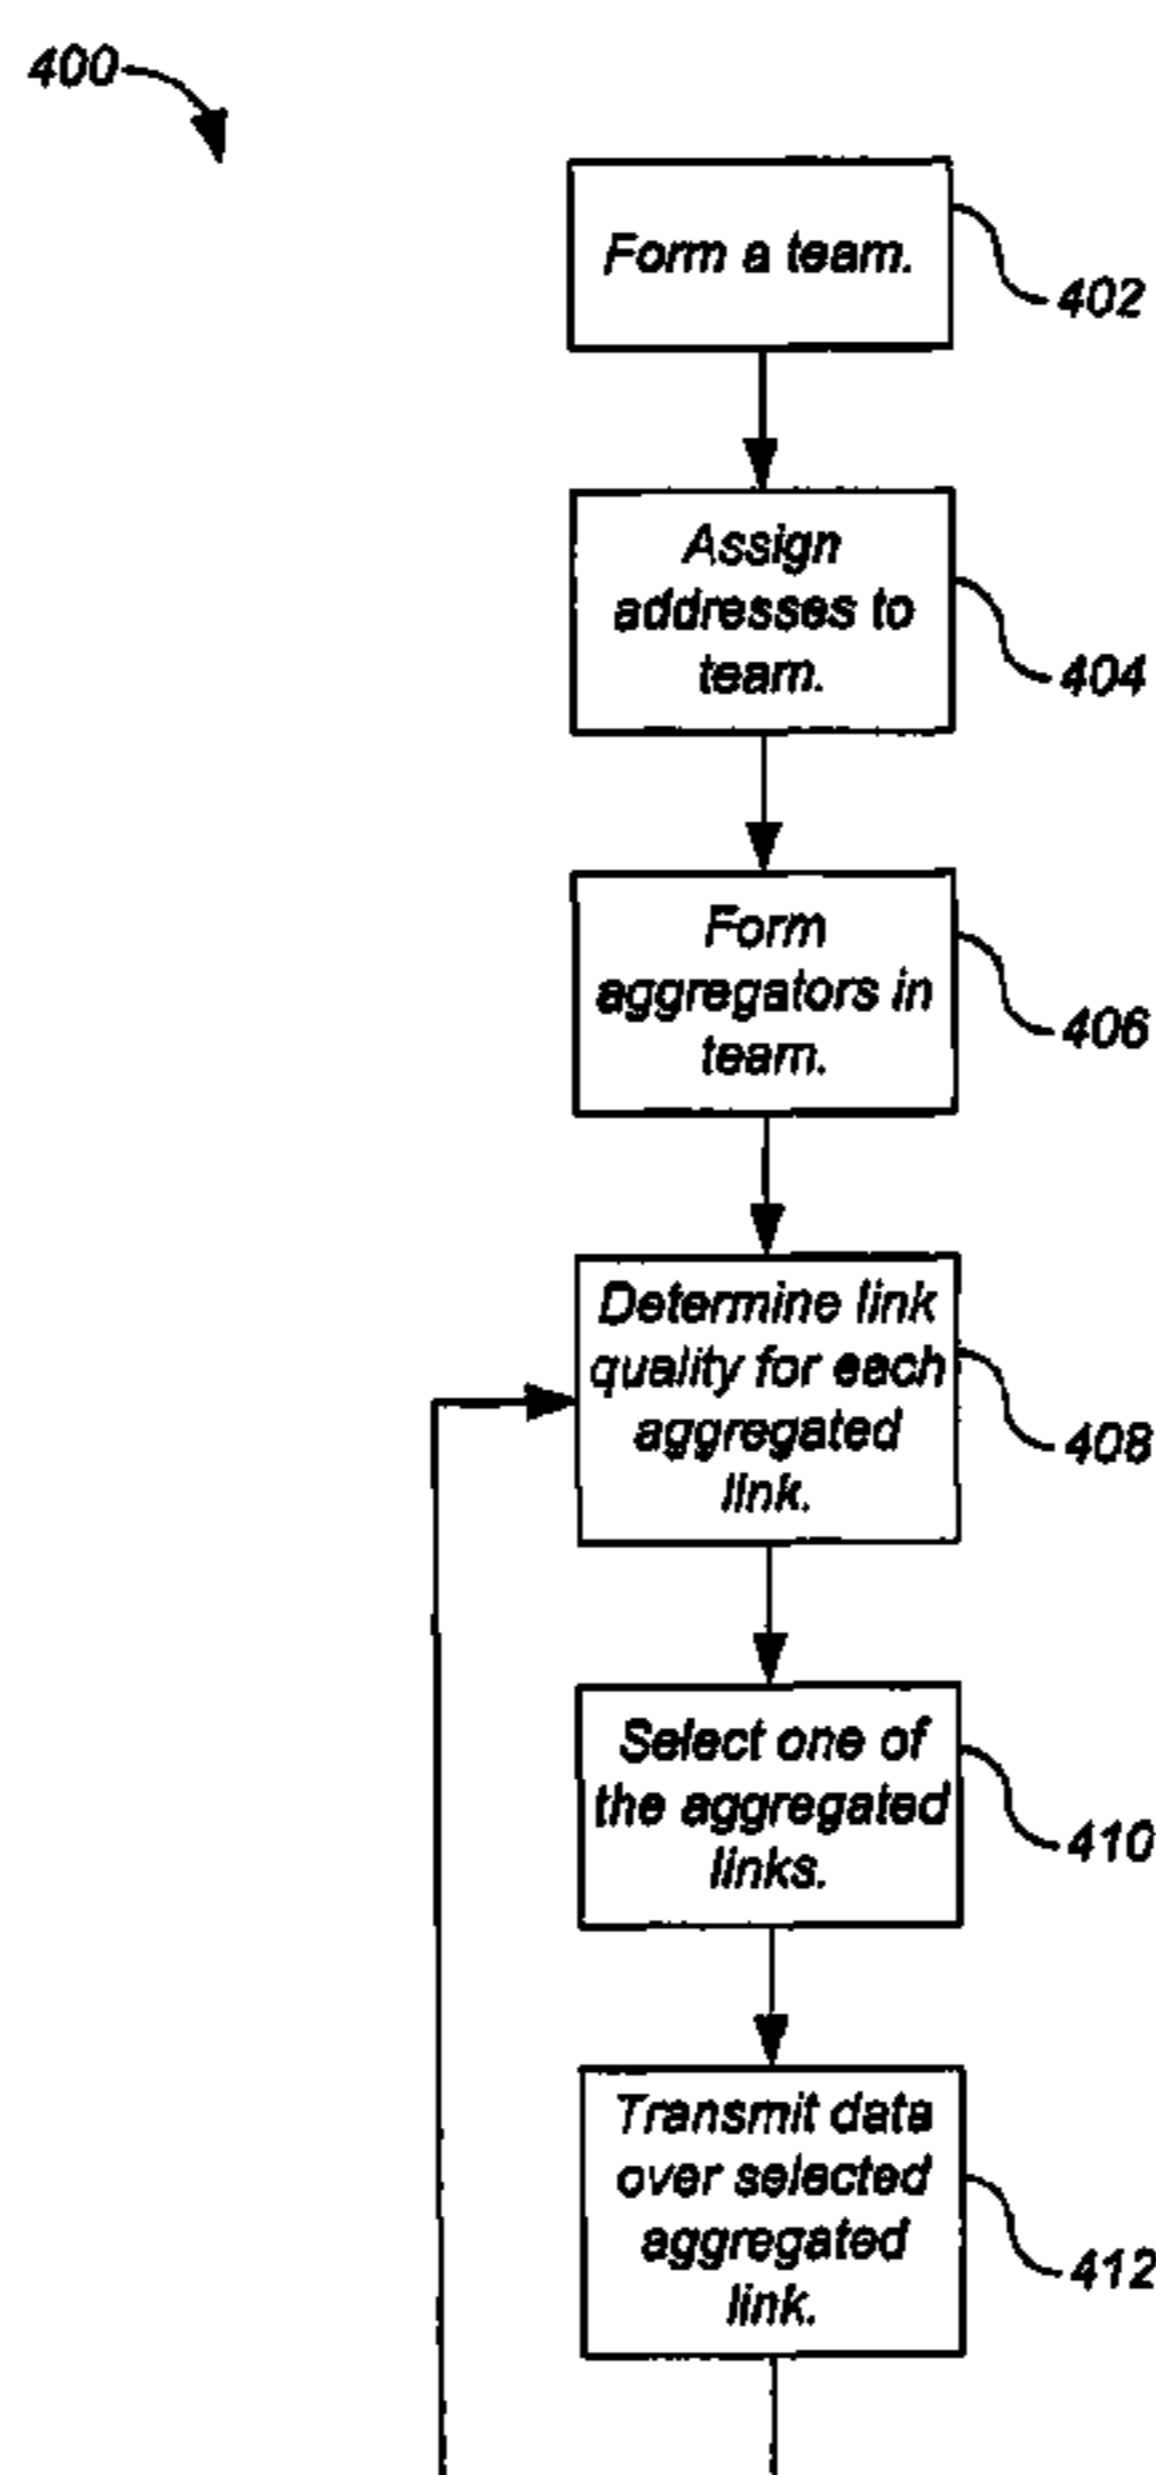 400
Form a team.
402
Assign
addresses to
team.
404
Form
aggregators in
team.
406
Determine link
quality for each
aggregated
link.
408
Select one of
the aggregated
links.
410
Transmit data
over selected
aggregated
link.
412